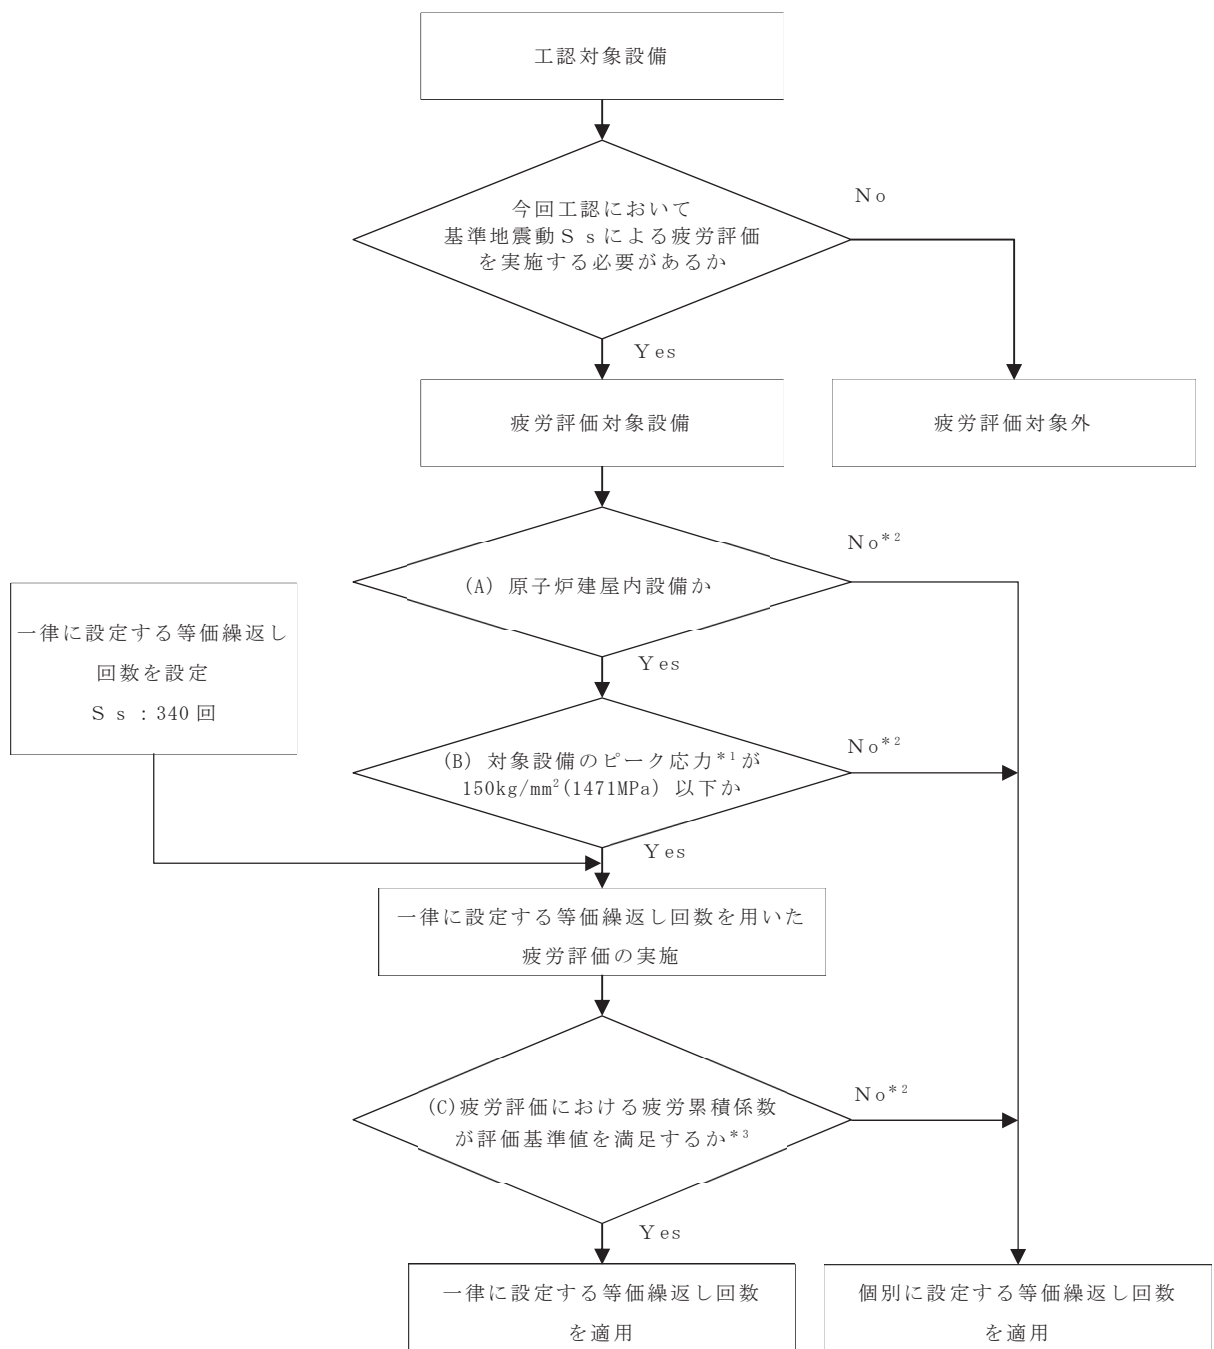 工認対象設備
今回工認において
基準地震動Ssによる疲労評価
を実施する必要があるか
No
Yes
疲労評価対象設備
疲労評価対象外
(A) 原子炉建屋内設備か
No*2
Yes
一律に設定する等価繰返し
回数を設定
Ss:340回
(B) 対象設備のピーク応力*1が
150kg/mm²(1471MPa) 以下か
No*2
Yes
一律に設定する等価繰返し回数を用いた
疲労評価の実施
(C)疲労評価における疲労累積係数
が評価基準値を満足するか*3
No*2
Yes
一律に設定する等価繰返し回数
を適用
個別に設定する等価繰返し回数
を適用